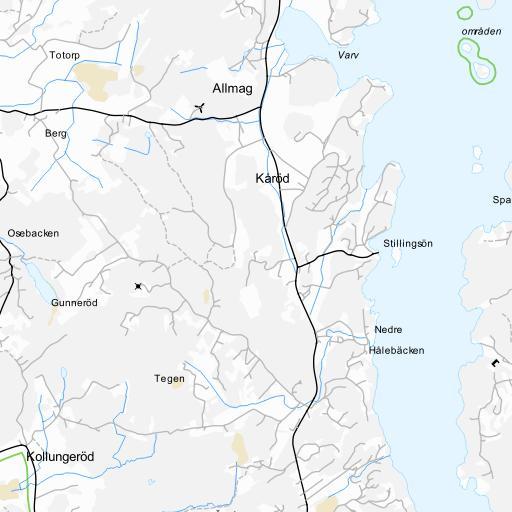 områden
Varv
Totorp
Allmag
Berg
Kåröd
Spa
Osebacken
Stillingsön
Gunneröd
Nedre
Hålebäcken
Tegen
Kollungeröd